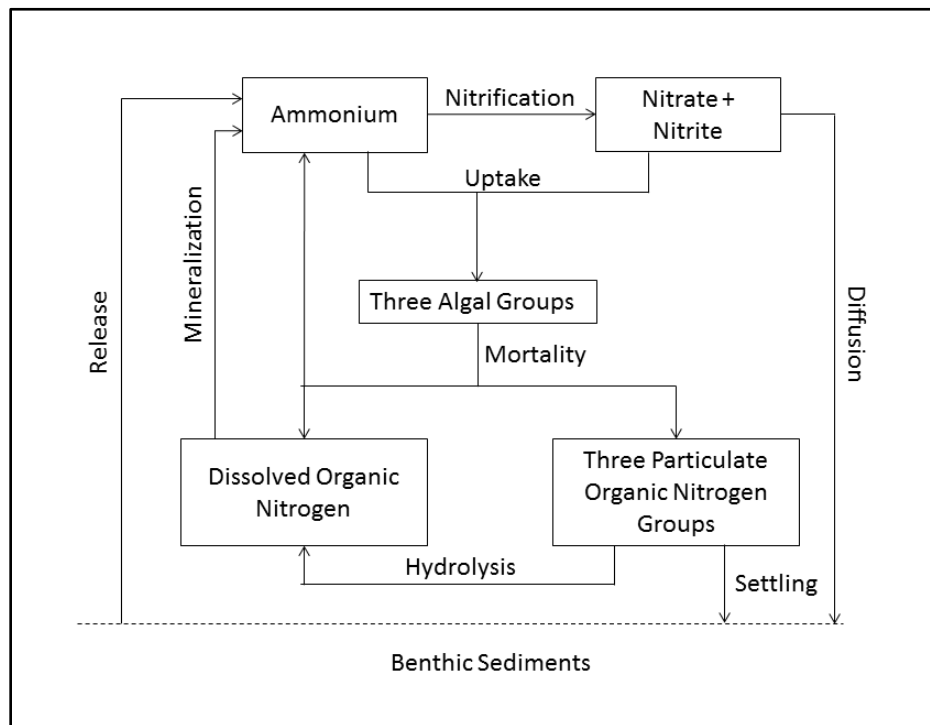 Ammonium
Nitrification
Nitrate +
Nitrite
Uptake
Mineralization
Release
Three Algal Groups
Diffusion
Mortality
Dissolved Organic
Nitrogen
Three Particulate
Organic Nitrogen
Groups
Hydrolysis
Settling
Benthic Sediments